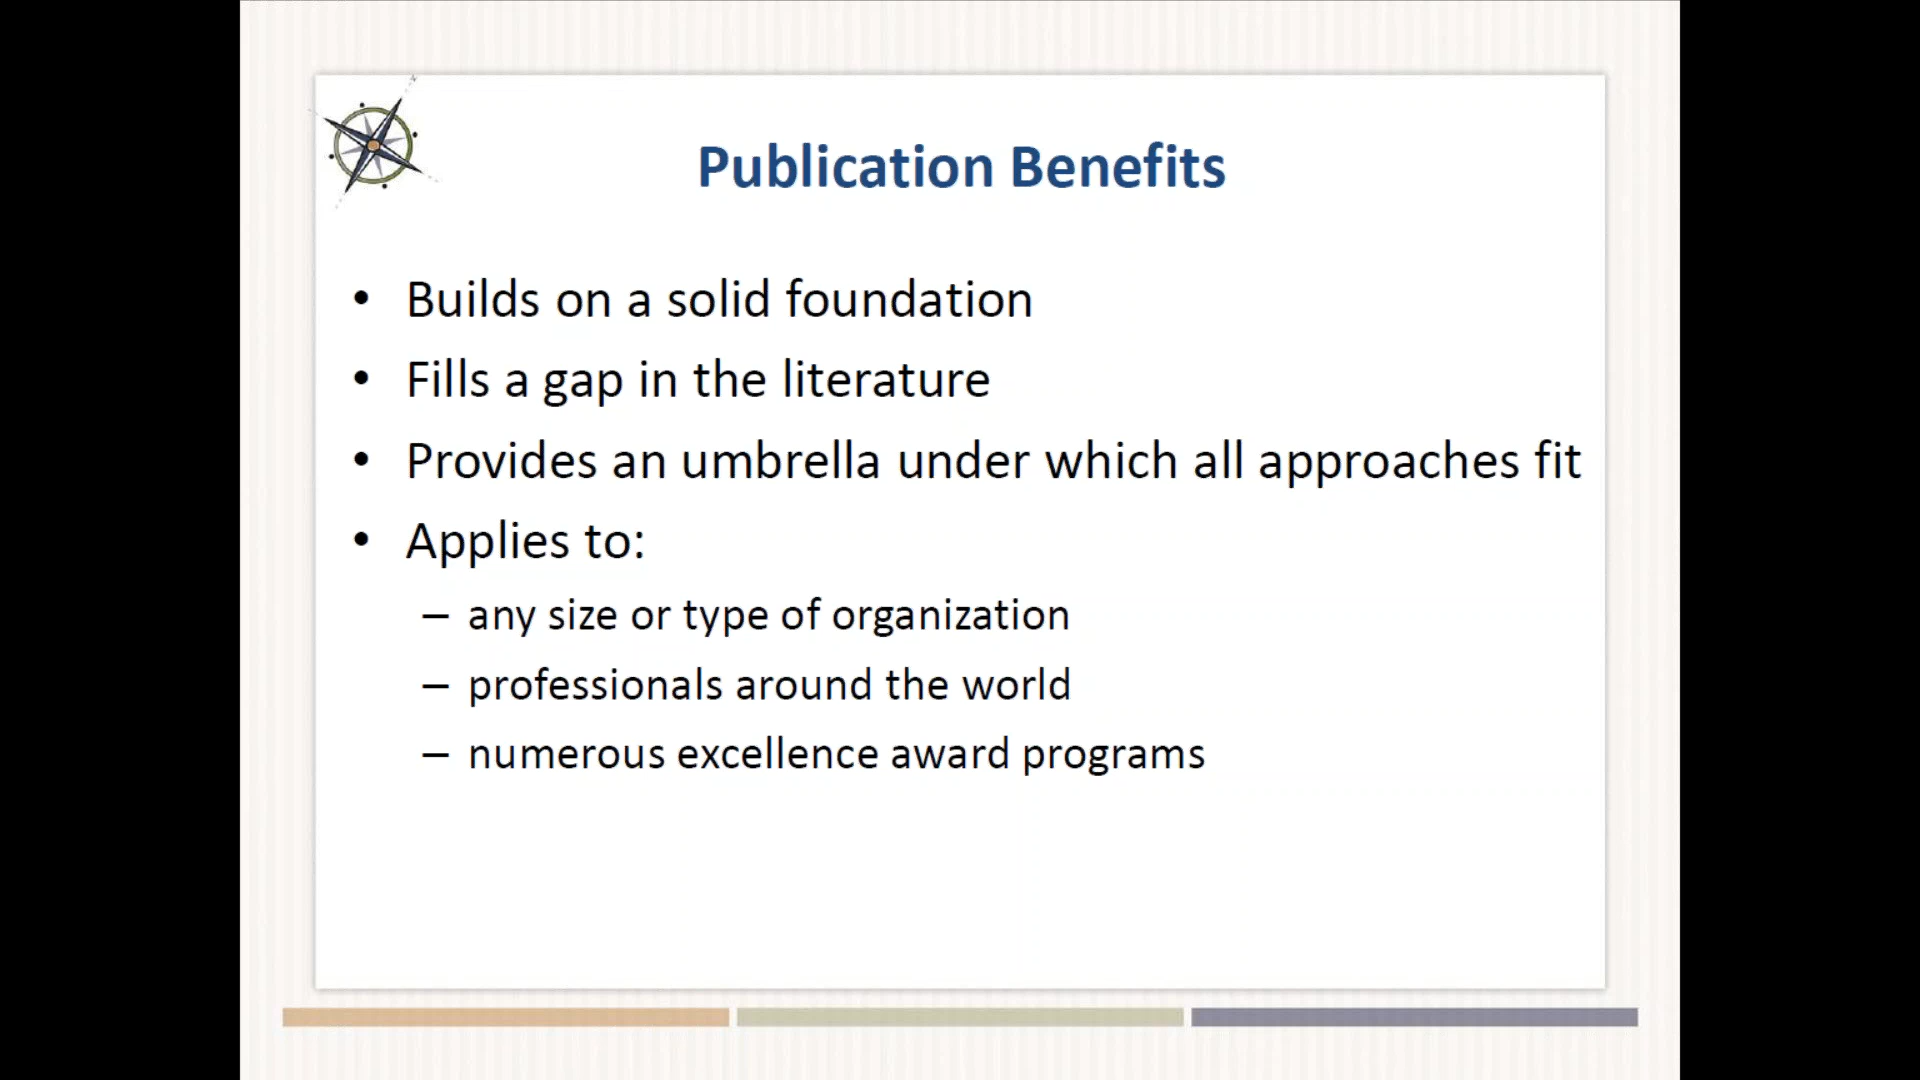 Publication Benefits
• Builds on a solid foundation
• Fills a gap in the literature
• Provides an umbrella under which all approaches fit
• Applies to:
– any size or type of organization
– professionals around the world
– numerous excellence award programs